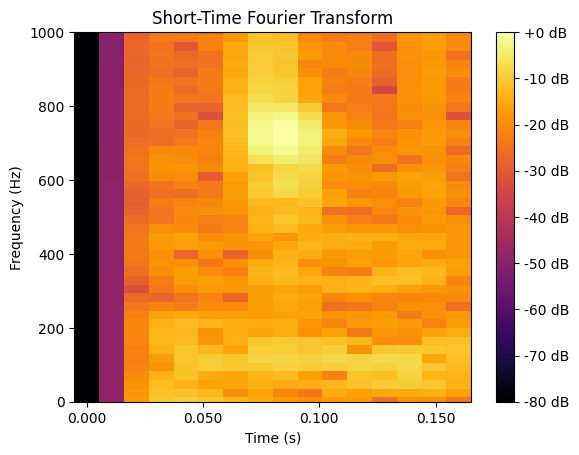 Short-Time Fourier Transform
1000
800
600
400
200
0
Frequency (Hz)
0.000
0.050
0.100
0.150
Time (s)
+0 dB
-10 dB
-20 dB
-30 dB
-40 dB
-50 dB
-60 dB
-70 dB
-80 dB